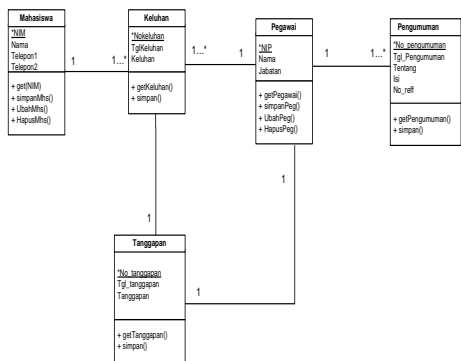 Mahasiswa
*NIM
Nama
Telepon1
Telepon2
+ get(NIM)
+ simpanMhs()
+ UbahMhs()
+ HapusMhs()
1
1...*
Keluhan
*Nokeluhan
TglKeluhan
Keluhan
+ getKeluhan()
+ simpan()
1...*
1
Pegawai
*NIP
Nama
Jabatan
+ getPegawai()
+ simpanPeg()
+ UbahPeg()
+ HapusPeg()
1
1...*
Pengumuman
*No_pengumuman
Tgl_Pengumuman
Tentang
Isi
No_reff
+ getPengumuman()
+ simpan()
1
1
Tanggapan
*No_tanggapan
Tgl_tanggapan
Tanggapan
+ getTanggapan()
+ simpan()
1